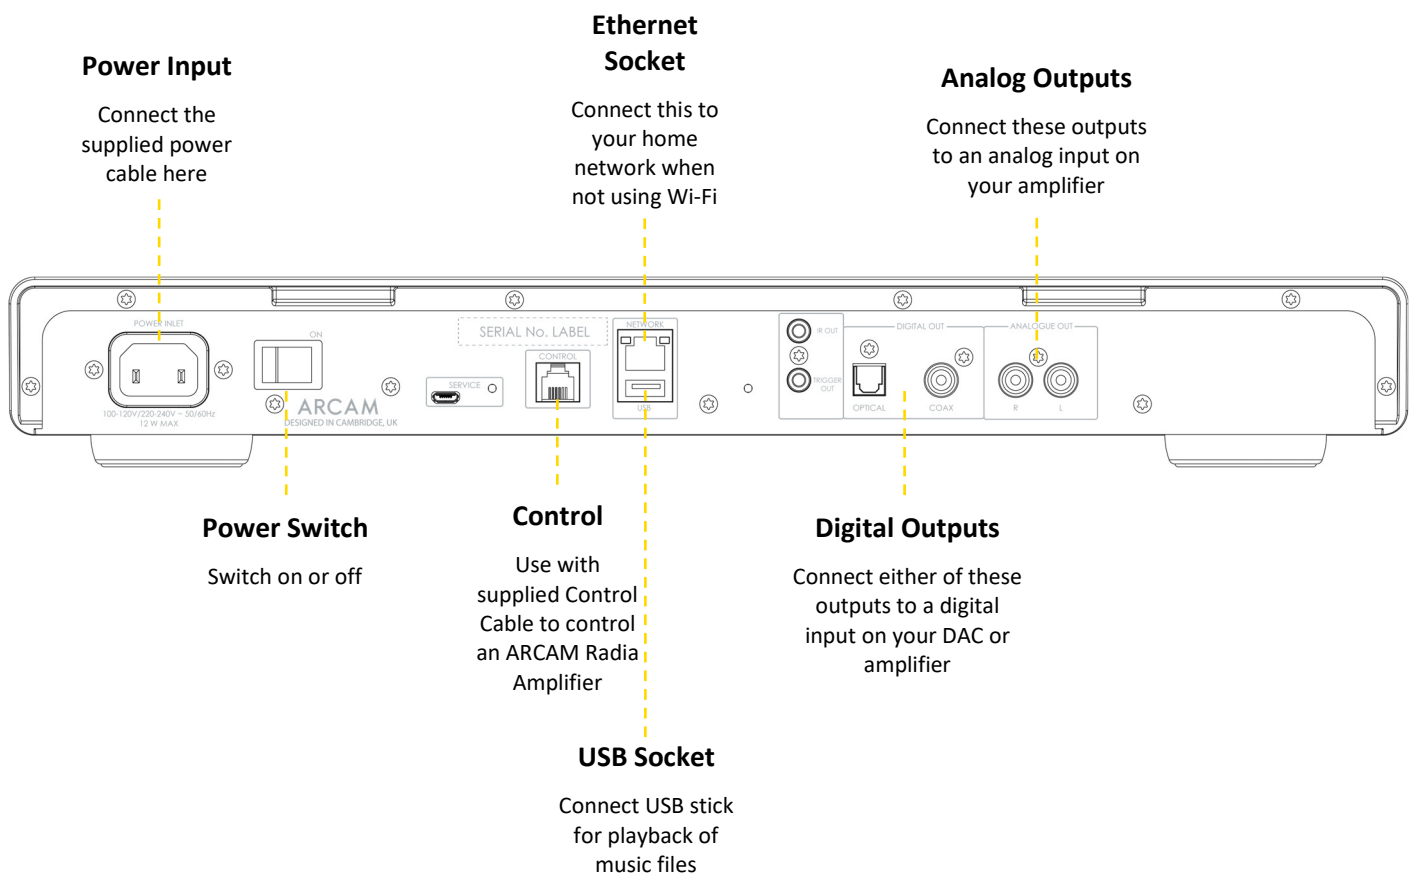 Ethernet
Socket
Connect this to
your home
network when
not using Wi-Fi
Power Input
Connect the
supplied power
cable here
Analog Outputs
Connect these outputs
to an analog input on
your amplifier
POWER INLET
100-120V/220-240V ~ 50/60Hz
12 W MAX
ON
ARCAM
DESIGNED IN CAMBRIDGE, UK
SERIAL No. LABEL
SERVICE
CONTROL
NETWORK
USB
IR OUT
TRIGGER
OUT
DIGITAL OUT
OPTICAL
COAX
ANALOGUE OUT
R
L
Power Switch
Switch on or off
Control
Use with
supplied Control
Cable to control
an ARCAM Radia
Amplifier
Digital Outputs
Connect either of these
outputs to a digital
input on your DAC or
amplifier
USB Socket
Connect USB stick
for playback of
music files